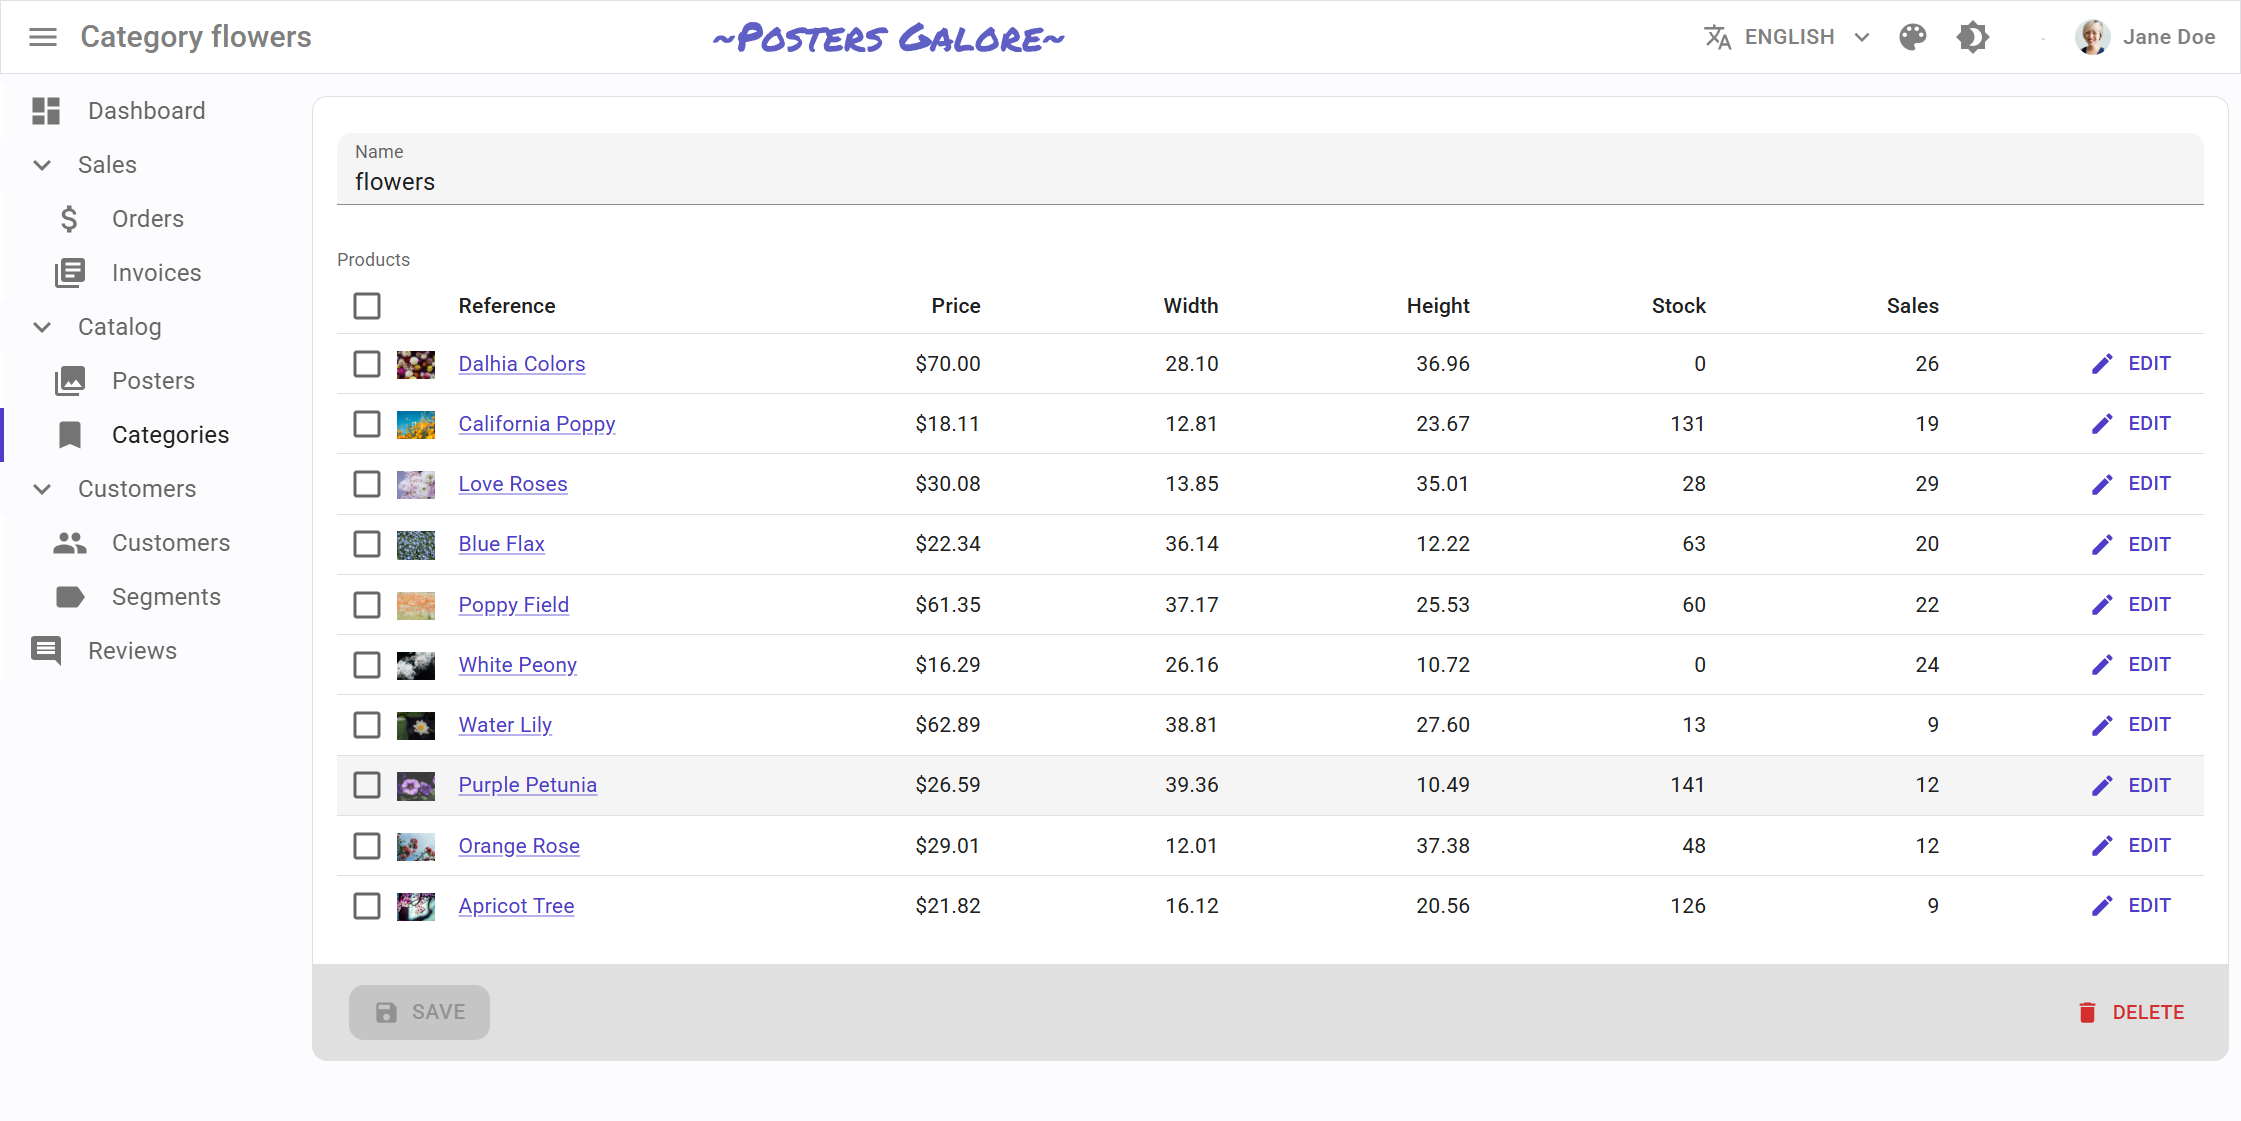 Category flowers
~Posters Galore~
ENGLISH
Jane Doe
Dashboard
Sales
Orders
Invoices
Catalog
Posters
Categories
Customers
Customers
Segments
Reviews
Name
flowers
Products
Reference Price Width Height Stock Sales
Dalhia Colors $70.00 28.10 36.96 0 26 EDIT
California Poppy $18.11 12.81 23.67 131 19 EDIT
Love Roses $30.08 13.85 35.01 28 29 EDIT
Blue Flax $22.34 36.14 12.22 63 20 EDIT
Poppy Field $61.35 37.17 25.53 60 22 EDIT
White Peony $16.29 26.16 10.72 0 24 EDIT
Water Lily $62.89 38.81 27.60 13 9 EDIT
Purple Petunia $26.59 39.36 10.49 141 12 EDIT
Orange Rose $29.01 12.01 37.38 48 12 EDIT
Apricot Tree $21.82 16.12 20.56 126 9 EDIT
SAVE
DELETE